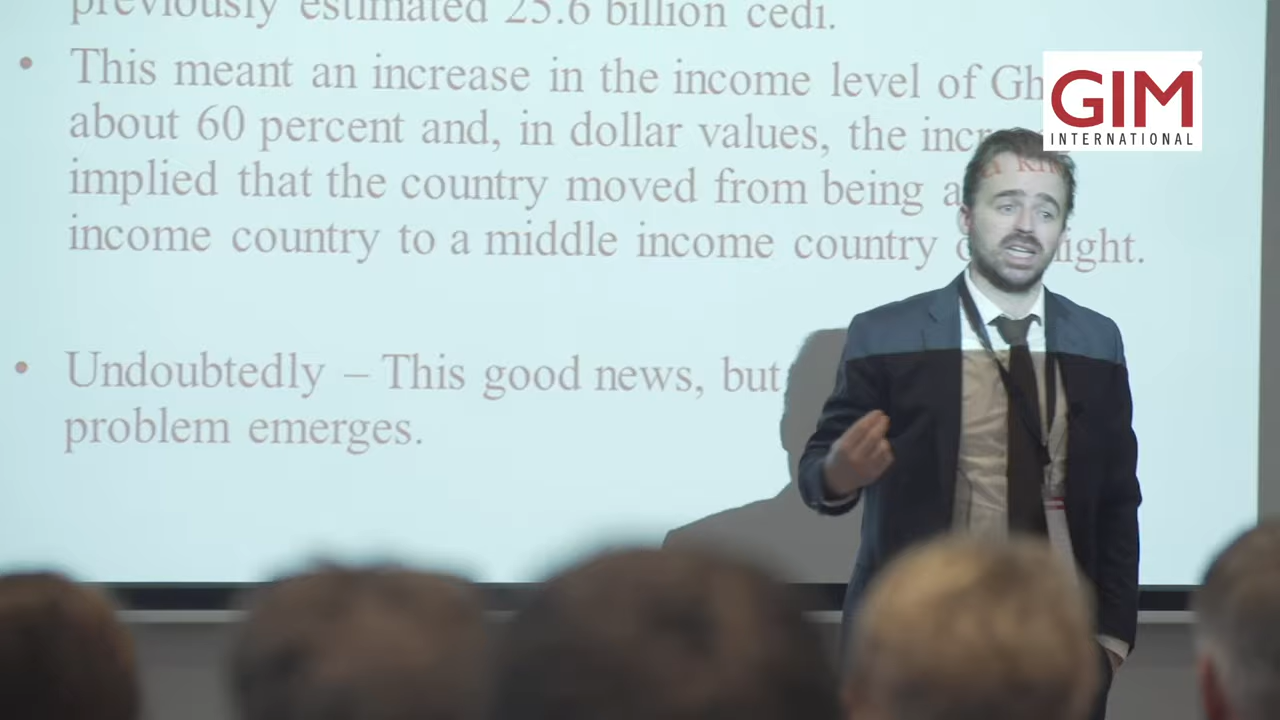 previously estimated 25.6 billion cedi.
• This meant an increase in the income level of Gh
about 60 percent and, in dollar values, the incr
implied that the country moved from being a
income country to a middle income country o ight.
• Undoubtedly – This good news, but
problem emerges.
GIM
INTERNATIONAL